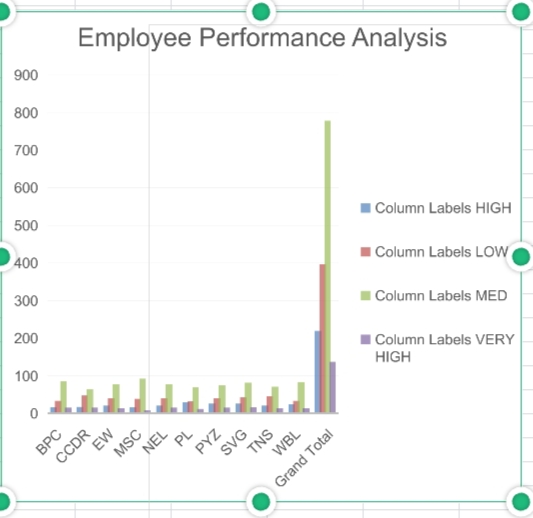 Employee Performance Analysis
900
800
700
600
500
400
300
200
100
0
BPC
CCDR
EW
MSC
NEL
PL
PYZ
SVG
TNS
WBL
Grand Total
Column Labels HIGH
Column Labels LOW
Column Labels MED
Column Labels VERY
HIGH